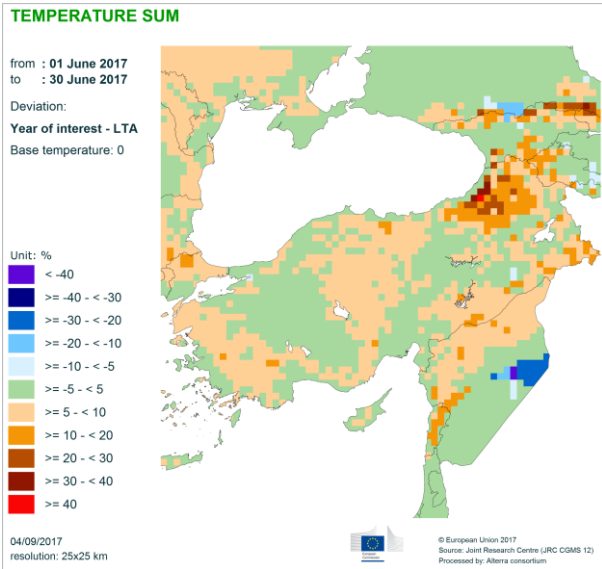 TEMPERATURE SUM
from : 01 June 2017
to : 30 June 2017
Deviation:
Year of interest - LTA
Base temperature: 0
Unit: %
< -40
>= -40 - < -30
>= -30 - < -20
>= -20 - < -10
>= -10 - < -5
>= -5 - < 5
>= 5 - < 10
>= 10 - < 20
>= 20 - < 30
>= 30 - < 40
>= 40
04/09/2017
resolution: 25x25 km
European
Commission
© European Union 2017
Source: Joint Research Centre (JRC CGMS 12)
Processed by: Alterra consortium